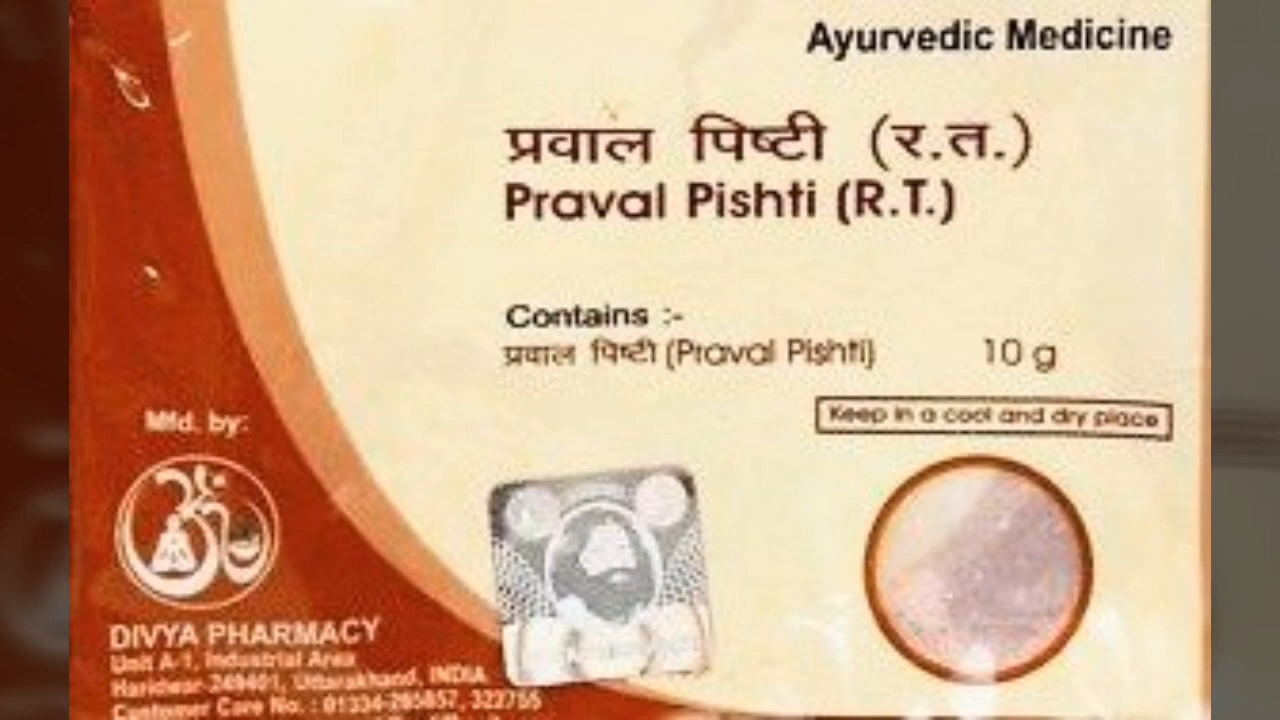 Ayurvedic Medicine
प्रवाल पिष्टी (र.त.)
Praval Pishti (R.T.)
Contains :-
प्रवाल पिष्टी (Praval Pishti) 10 g
Keep in a cool and dry place
Mfd. by:
DIVYA PHARMACY
Unit A-1, Industrial Area
Haridwar-249401, Uttarakhand, INDIA
Customer Care No. : 01334-265857, 322755